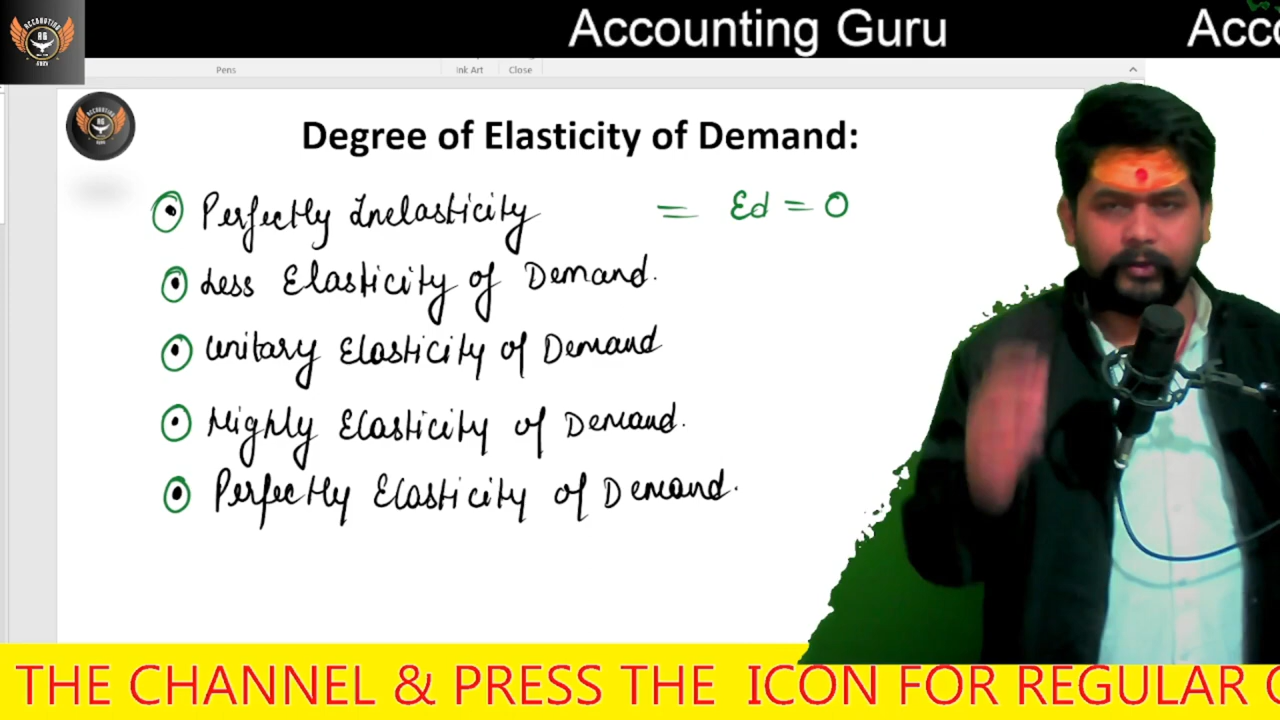 Accounting Guru
Acco
Pens
Ink Art
Close
Degree of Elasticity of Demand:
Perfectly Inelasticity = Ed = 0
Less Elasticity of Demand.
Unitary Elasticity of Demand
Highly Elasticity of Demand.
Perfectly Elasticity of Demand.
THE CHANNEL & PRESS THE ICON FOR REGULAR